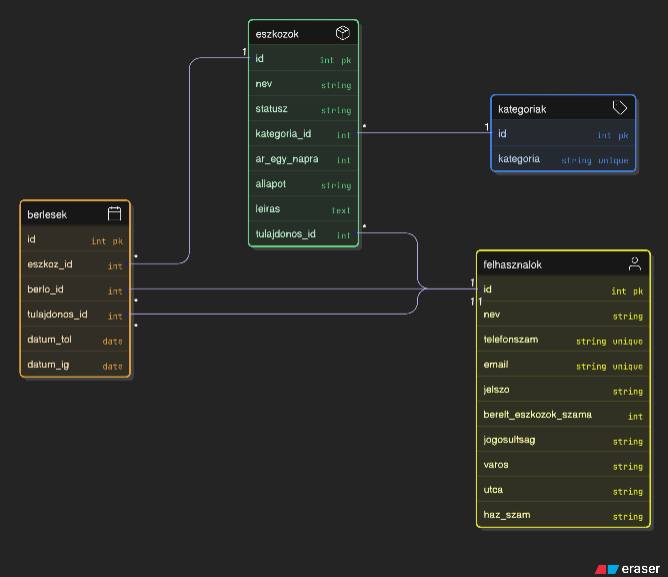 eszkozok
id int pk
nev string
statusz string
kategoria_id int
ar_egy_napra int
allapot string
leiras text
tulajdonos_id int
1
*
*
kategoriak
id int pk
kategoria string unique
1
berlesek
id int pk
eszkoz_id int
berlo_id int
tulajdonos_id int
datum_tol date
datum_ig date
*
*
*
felhasznalok
id int pk
nev string
telefonszam string unique
email string unique
jelszo string
berelt_eszkozok_szama int
jogosultsag string
varos string
utca string
haz_szam string
1
1 1
eraser